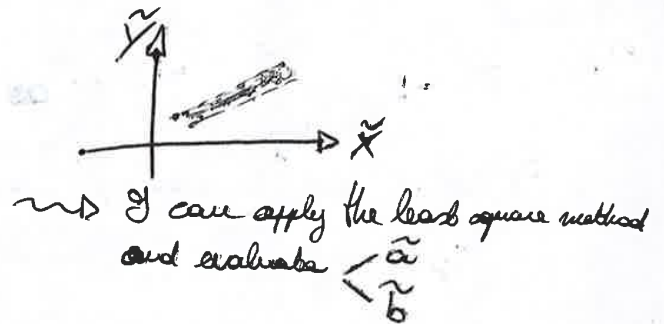 ỹ
x̃
I can apply the least square method
and evaluate ã
b̃